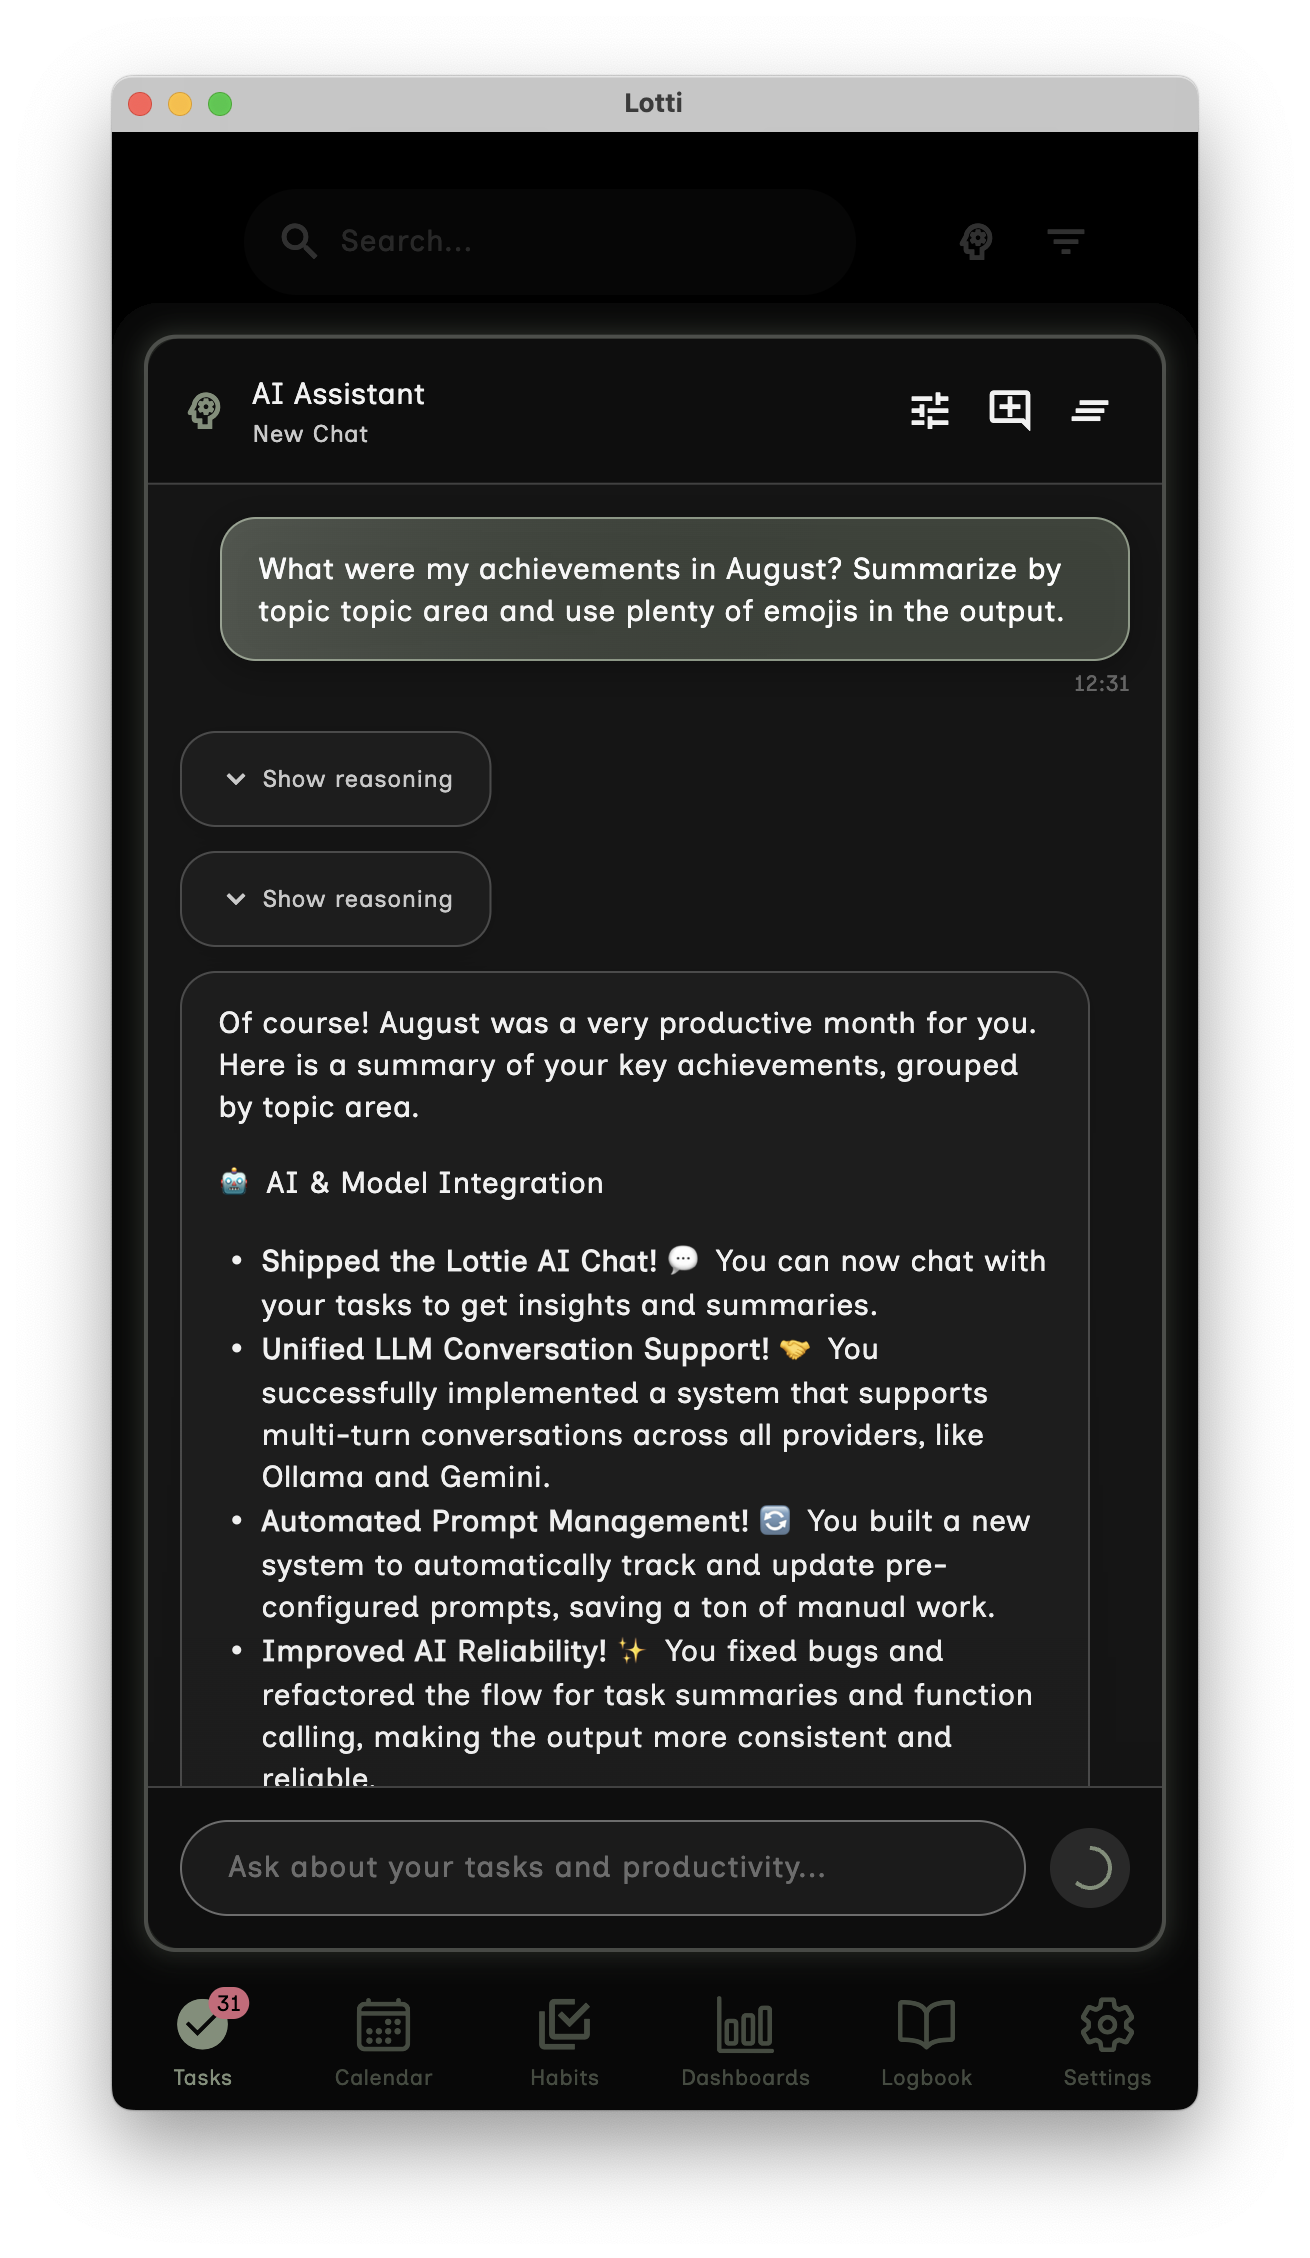 Lotti
Search...
AI Assistant
New Chat
What were my achievements in August? Summarize by
topic topic area and use plenty of emojis in the output.
12:31
Show reasoning
Show reasoning
Of course! August was a very productive month for you.
Here is a summary of your key achievements, grouped
by topic area.
🤖 AI & Model Integration
• Shipped the Lottie AI Chat! 💬 You can now chat with
your tasks to get insights and summaries.
• Unified LLM Conversation Support! 🤝 You
successfully implemented a system that supports
multi-turn conversations across all providers, like
Ollama and Gemini.
• Automated Prompt Management! 🔄 You built a new
system to automatically track and update pre-
configured prompts, saving a ton of manual work.
• Improved AI Reliability! ✨ You fixed bugs and
refactored the flow for task summaries and function
calling, making the output more consistent and
reliable.
Ask about your tasks and productivity...
31
Tasks
Calendar
Habits
Dashboards
Logbook
Settings